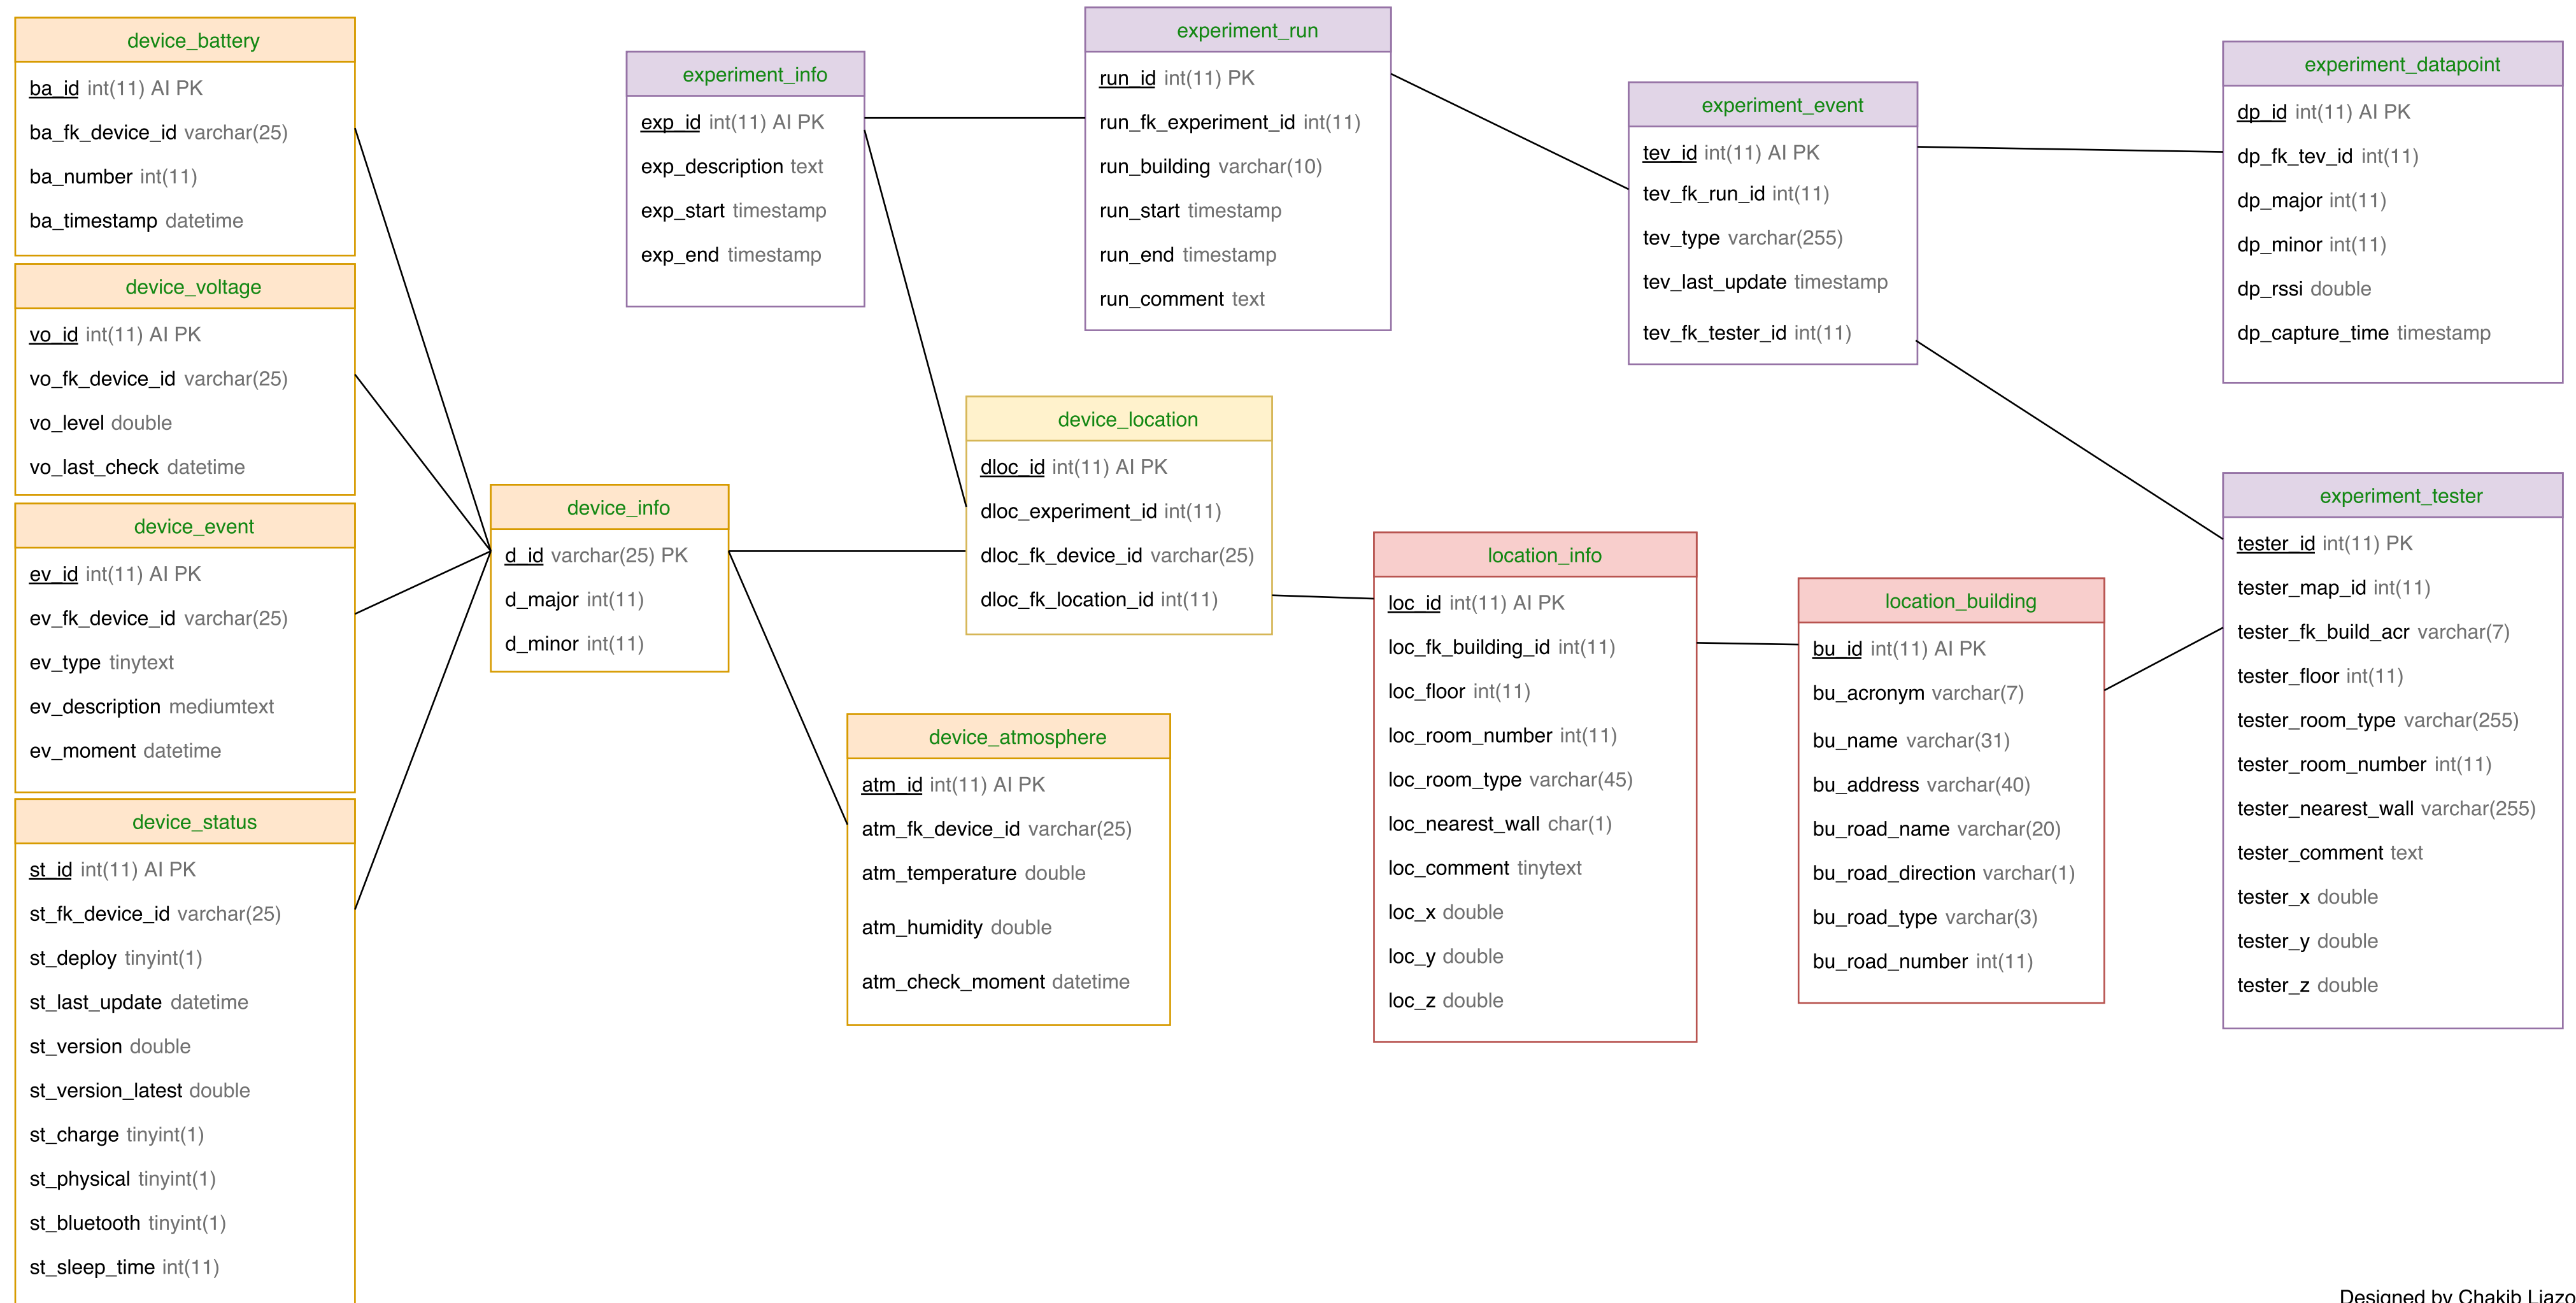 device_battery
ba_id int(11) AI PK
ba_fk_device_id varchar(25)
ba_number int(11)
ba_timestamp datetime
device_voltage
vo_id int(11) AI PK
vo_fk_device_id varchar(25)
vo_level double
vo_last_check datetime
device_event
ev_id int(11) AI PK
ev_fk_device_id varchar(25)
ev_type tinytext
ev_description mediumtext
ev_moment datetime
device_status
st_id int(11) AI PK
st_fk_device_id varchar(25)
st_deploy tinyint(1)
st_last_update datetime
st_version double
st_version_latest double
st_charge tinyint(1)
st_physical tinyint(1)
st_bluetooth tinyint(1)
st_sleep_time int(11)
device_info
d_id varchar(25) PK
d_major int(11)
d_minor int(11)
experiment_info
exp_id int(11) AI PK
exp_description text
exp_start timestamp
exp_end timestamp
device_atmosphere
atm_id int(11) AI PK
atm_fk_device_id varchar(25)
atm_temperature double
atm_humidity double
atm_check_moment datetime
device_location
dloc_id int(11) AI PK
dloc_experiment_id int(11)
dloc_fk_device_id varchar(25)
dloc_fk_location_id int(11)
experiment_run
run_id int(11) PK
run_fk_experiment_id int(11)
run_building varchar(10)
run_start timestamp
run_end timestamp
run_comment text
location_info
loc_id int(11) AI PK
loc_fk_building_id int(11)
loc_floor int(11)
loc_room_number int(11)
loc_room_type varchar(45)
loc_nearest_wall char(1)
loc_comment tinytext
loc_x double
loc_y double
loc_z double
experiment_event
tev_id int(11) AI PK
tev_fk_run_id int(11)
tev_type varchar(255)
tev_last_update timestamp
tev_fk_tester_id int(11)
location_building
bu_id int(11) AI PK
bu_acronym varchar(7)
bu_name varchar(31)
bu_address varchar(40)
bu_road_name varchar(20)
bu_road_direction varchar(1)
bu_road_type varchar(3)
bu_road_number int(11)
experiment_datapoint
dp_id int(11) AI PK
dp_fk_tev_id int(11)
dp_major int(11)
dp_minor int(11)
dp_rssi double
dp_capture_time timestamp
experiment_tester
tester_id int(11) PK
tester_map_id int(11)
tester_fk_build_acr varchar(7)
tester_floor int(11)
tester_room_type varchar(255)
tester_room_number int(11)
tester_nearest_wall varchar(255)
tester_comment text
tester_x double
tester_y double
tester_z double
Designed by Chakib Ljazo